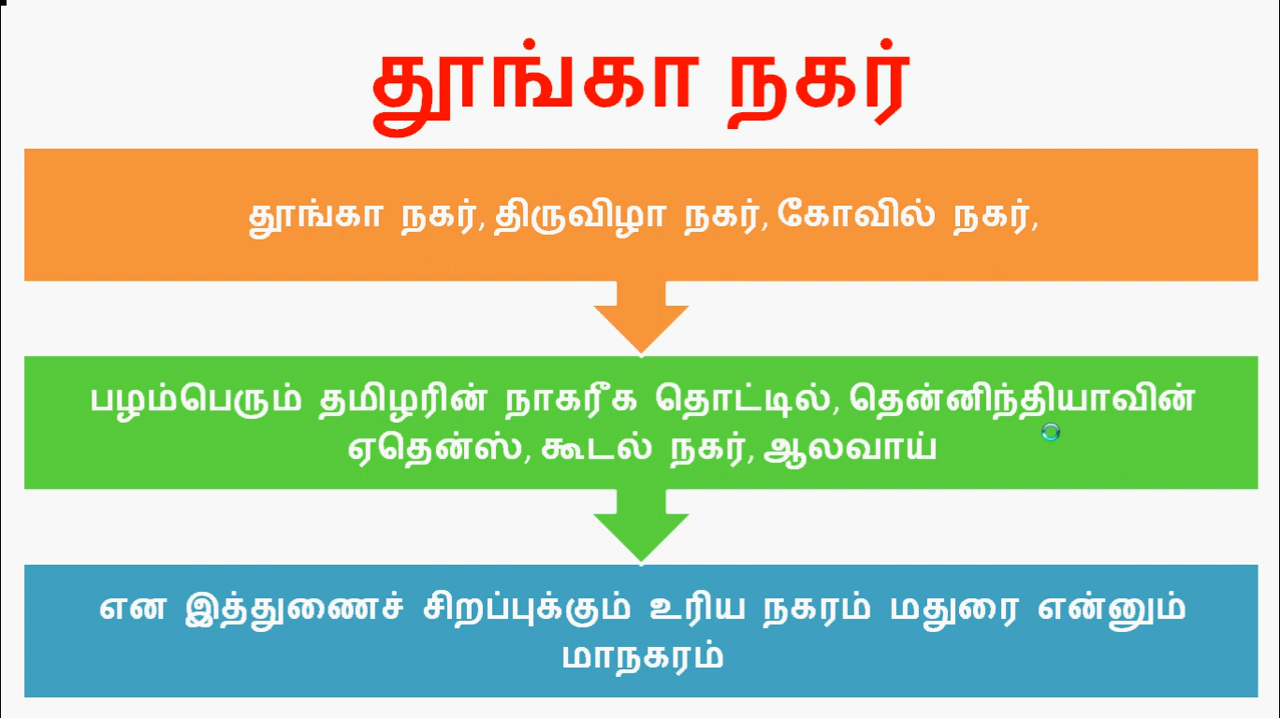 தூங்கா நகர்
தூங்கா நகர், திருவிழா நகர், கோவில் நகர்,
பழம்பெரும் தமிழரின் நாகரீக தொட்டில், தென்னிந்தியாவின்
ஏதென்ஸ், கூடல் நகர், ஆலவாய்
என இத்துணைச் சிறப்புக்கும் உரிய நகரம் மதுரை என்னும்
மாநகரம்